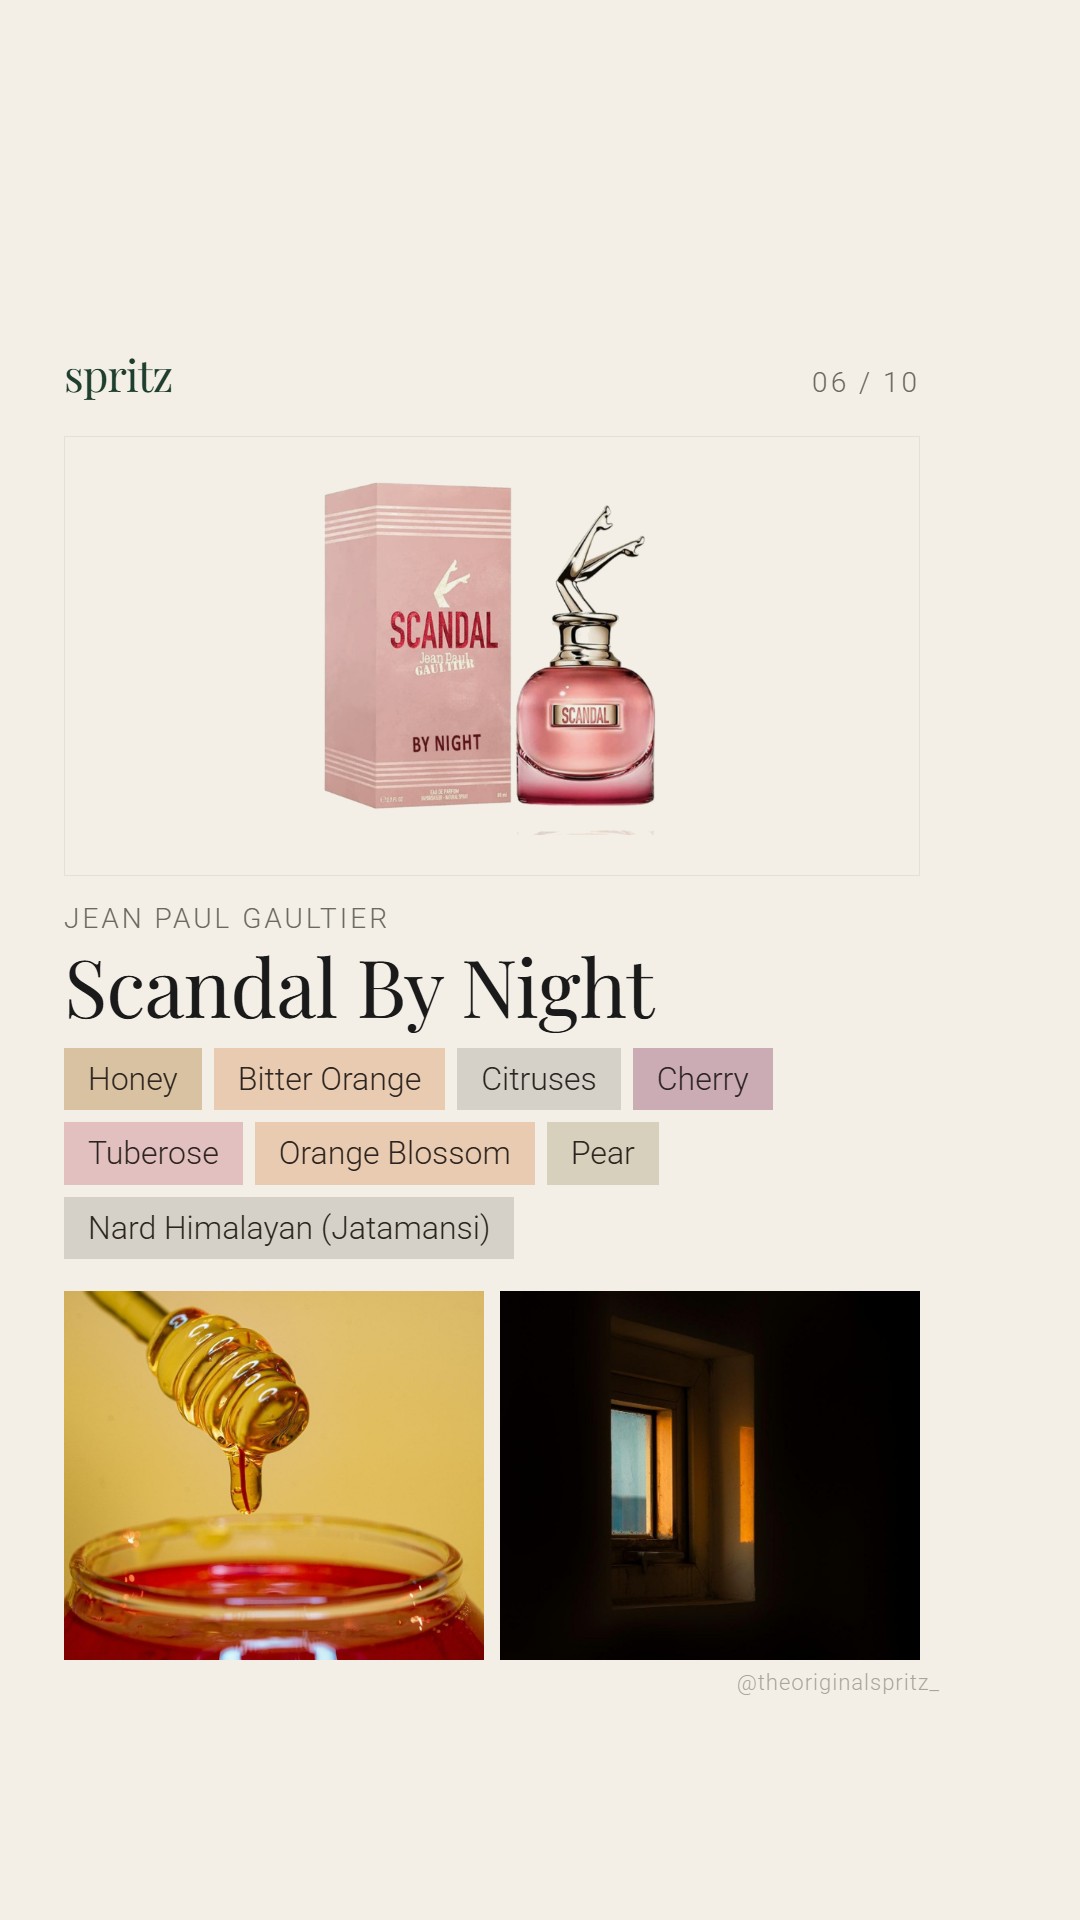 spritz
06 / 10
SCANDAL
Jean Paul
GAULTIER
BY NIGHT
SCANDAL
JEAN PAUL GAULTIER
Scandal By Night
Honey
Bitter Orange
Citruses
Cherry
Tuberose
Orange Blossom
Pear
Nard Himalayan (Jatamansi)
@theoriginalspritz_